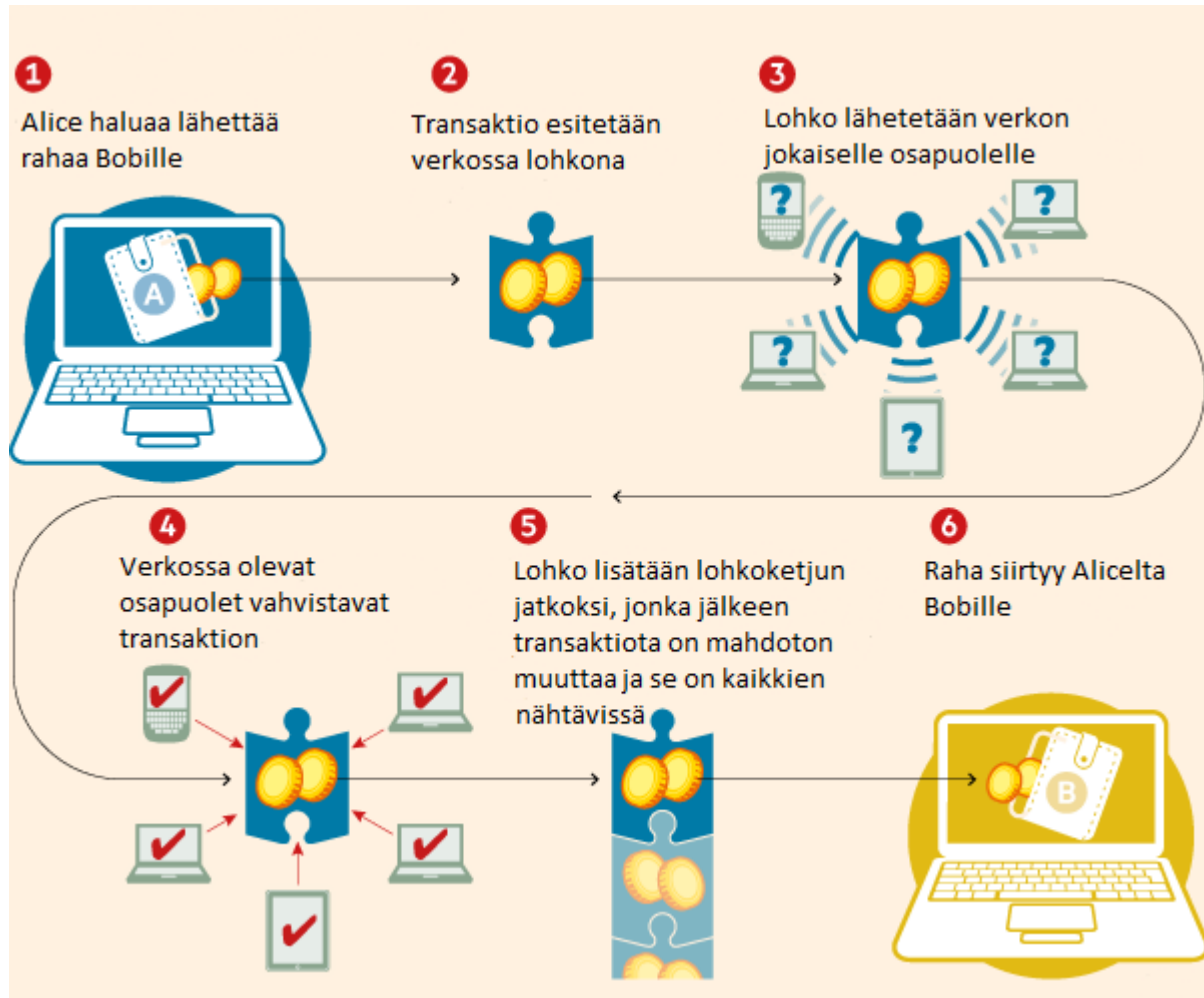 1
Alice haluaa lähettää
rahaa Bobille
A
2
Transaktio esitetään
verkossa lohkona
3
Lohko lähetetään verkon
jokaiselle osapuolelle
?
?
?
?
?
4
Verkossa olevat
osapuolet vahvistavat
transaktion
5
Lohko lisätään lohkoketjun
jatkoksi, jonka jälkeen
transaktiota on mahdoton
muuttaa ja se on kaikkien
nähtävissä
6
Raha siirtyy Alicelta
Bobille
B